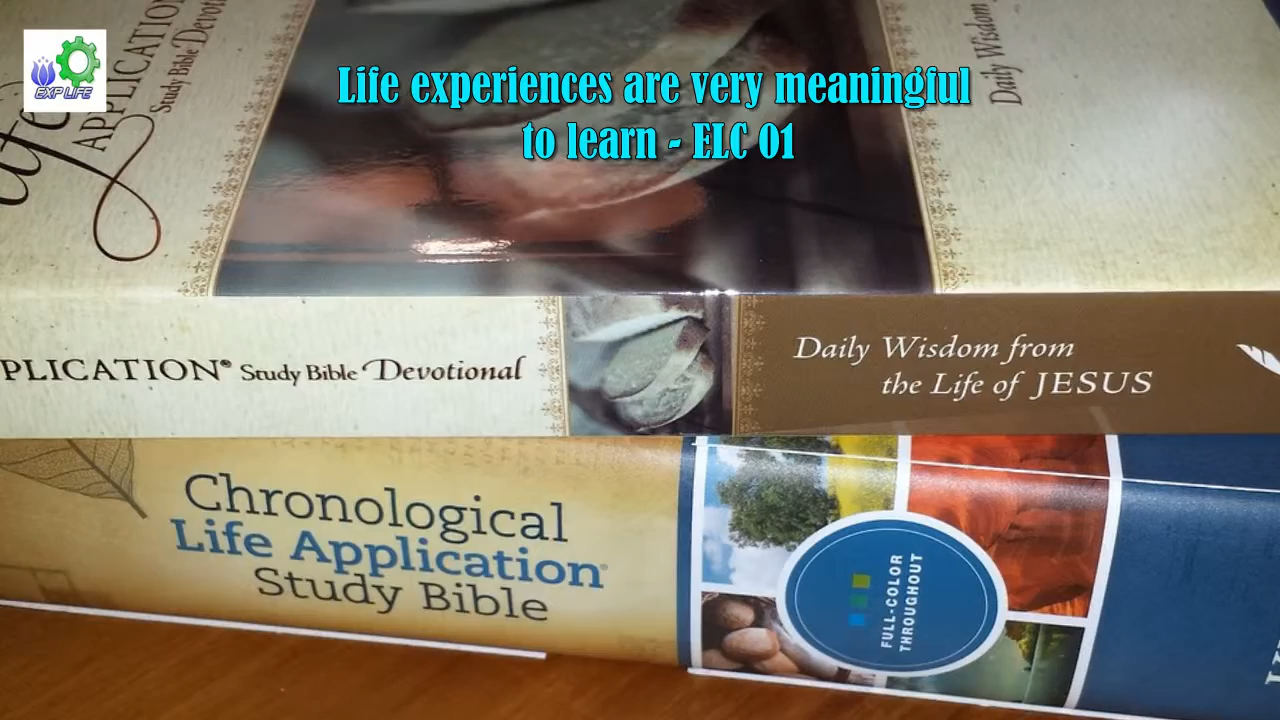 EXP LIFE
Life experiences are very meaningful
to learn - ELC 01
APPLICATION
Study Bible Devot
Daily Wisdom
PLICATION® Study Bible Devotional
Daily Wisdom from
the Life of JESUS
Chronological
Life Application®
Study Bible
FULL-COLOR
THROUGHOUT